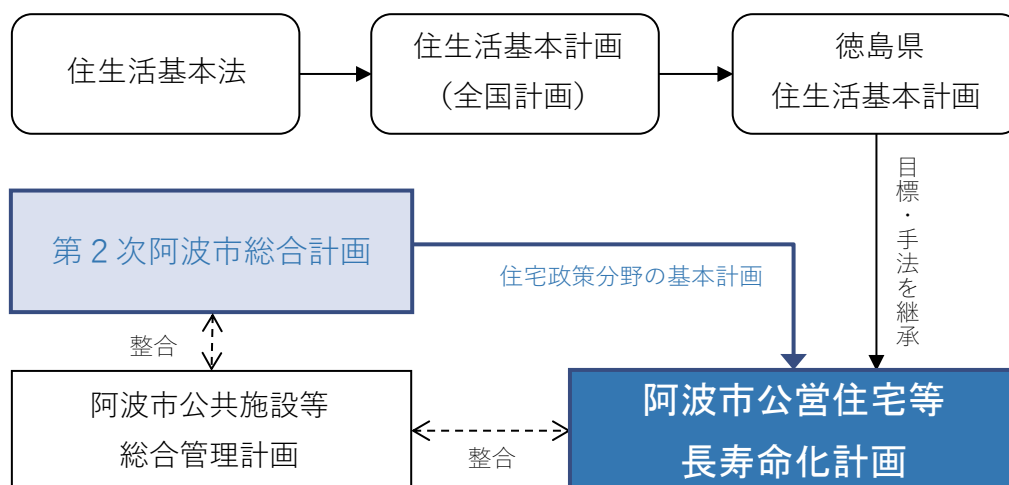 住生活基本法
住生活基本計画
（全国計画）
徳島県
住生活基本計画
目標・手法を継承
第２次阿波市総合計画
住宅政策分野の基本計画
整合
阿波市公共施設等
総合管理計画
整合
阿波市公営住宅等
長寿命化計画